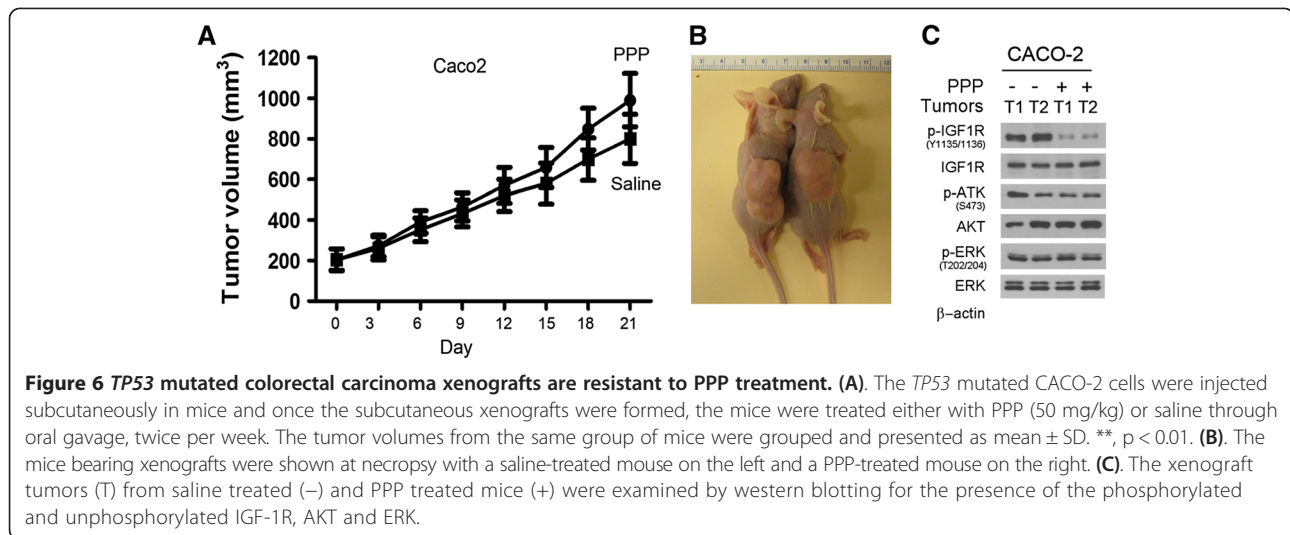 A
1200
1000
800
600
400
200
0
Tumor volume (mm³)
Caco2
PPP
Saline
0 3 6 9 12 15 18 21
Day
B
C
CACO-2
PPP - - + +
Tumors T1 T2 T1 T2
p-IGF1R
(Y1135/1136)
IGF1R
p-ATK
(S473)
AKT
p-ERK
(T202/204)
ERK
β–actin
Figure 6 TP53 mutated colorectal carcinoma xenografts are resistant to PPP treatment. (A). The TP53 mutated CACO-2 cells were injected
subcutaneously in mice and once the subcutaneous xenografts were formed, the mice were treated either with PPP (50 mg/kg) or saline through
oral gavage, twice per week. The tumor volumes from the same group of mice were grouped and presented as mean ± SD. **, p < 0.01. (B). The
mice bearing xenografts were shown at necropsy with a saline-treated mouse on the left and a PPP-treated mouse on the right. (C). The xenograft
tumors (T) from saline treated (−) and PPP treated mice (+) were examined by western blotting for the presence of the phosphorylated
and unphosphorylated IGF-1R, AKT and ERK.